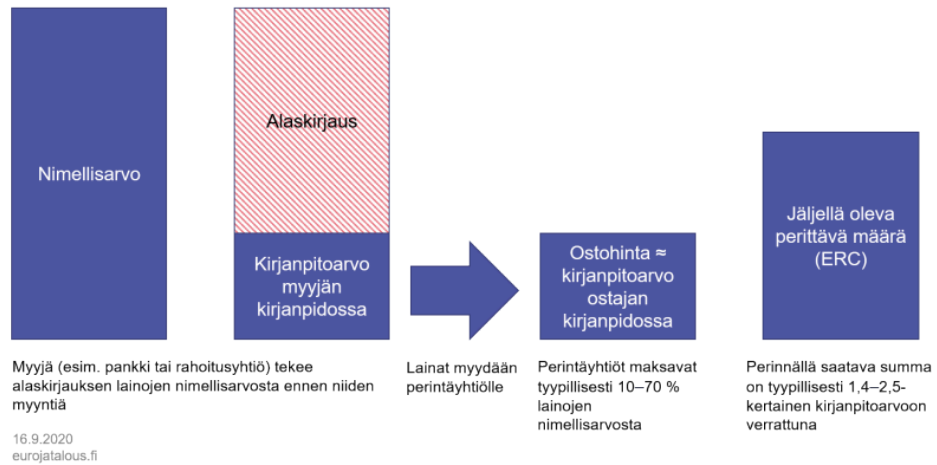 Nimellisarvo
Alaskirjaus
Kirjanpitoarvo
myyjän
kirjanpidossa
Ostohinta ≈
kirjanpitoarvo
ostajan
kirjanpidossa
Jäljellä oleva
perittävä määrä
(ERC)
Myyjä (esim. pankki tai rahoitusyhtiö) tekee
alaskirjauksen lainojen nimellisarvosta ennen niiden
myyntiä
Lainat myydään
perintäyhtiölle
Perintäyhtiöt maksavat
tyypillisesti 10–70 %
lainojen
nimellisarvosta
Perinnällä saatava summa
on tyypillisesti 1,4–2,5-
kertainen kirjanpitoarvoon
verrattuna
16.9.2020
eurojatalous.fi